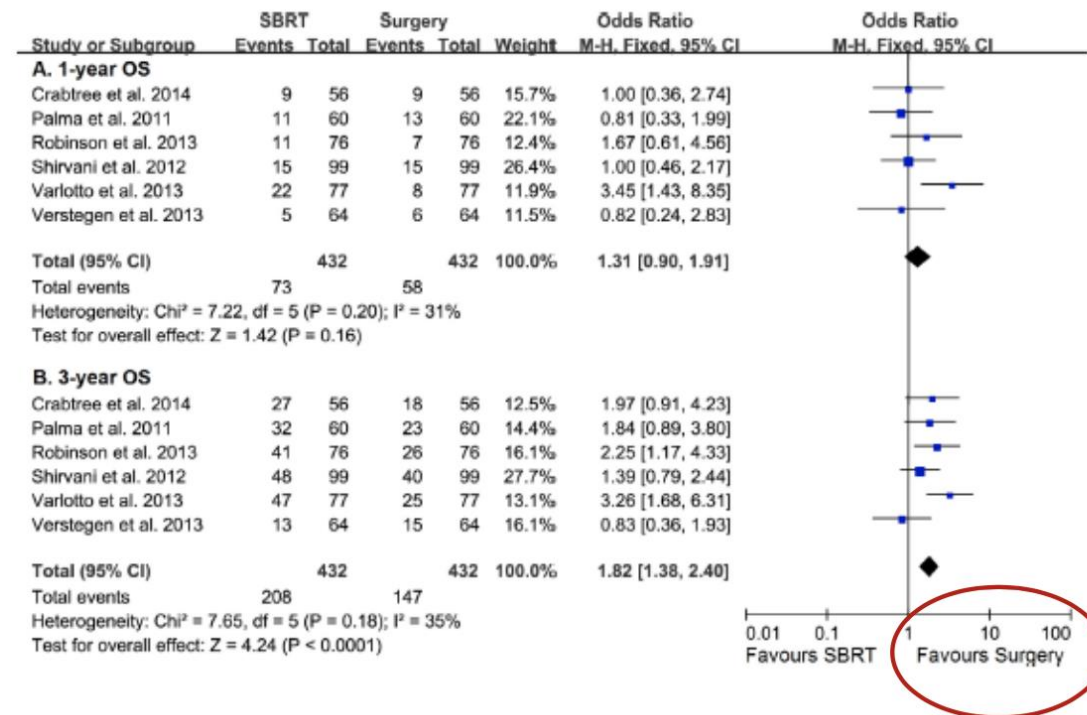 SBRT Surgery Odds Ratio Odds Ratio
Study or Subgroup Events Total Events Total Weight M-H, Fixed, 95% CI M-H, Fixed, 95% CI
A. 1-year OS
Crabtree et al. 2014 9 56 9 56 15.7% 1.00 [0.36, 2.74]
Palma et al. 2011 11 60 13 60 22.1% 0.81 [0.33, 1.99]
Robinson et al. 2013 11 76 7 76 12.4% 1.67 [0.61, 4.56]
Shirvani et al. 2012 15 99 15 99 26.4% 1.00 [0.46, 2.17]
Varlotto et al. 2013 22 77 8 77 11.9% 3.45 [1.43, 8.35]
Verstegen et al. 2013 5 64 6 64 11.5% 0.82 [0.24, 2.83]
Total (95% CI) 432 432 100.0% 1.31 [0.90, 1.91]
Total events 73 58
Heterogeneity: Chi² = 7.22, df = 5 (P = 0.20); I² = 31%
Test for overall effect: Z = 1.42 (P = 0.16)
B. 3-year OS
Crabtree et al. 2014 27 56 18 56 12.5% 1.97 [0.91, 4.23]
Palma et al. 2011 32 60 23 60 14.4% 1.84 [0.89, 3.80]
Robinson et al. 2013 41 76 26 76 16.1% 2.25 [1.17, 4.33]
Shirvani et al. 2012 48 99 40 99 27.7% 1.39 [0.79, 2.44]
Varlotto et al. 2013 47 77 25 77 13.1% 3.26 [1.68, 6.31]
Verstegen et al. 2013 13 64 15 64 16.1% 0.83 [0.36, 1.93]
Total (95% CI) 432 432 100.0% 1.82 [1.38, 2.40]
Total events 208 147
Heterogeneity: Chi² = 7.65, df = 5 (P = 0.18); I² = 35%
Test for overall effect: Z = 4.24 (P < 0.0001)
0.01 0.1 1 10 100
Favours SBRT Favours Surgery